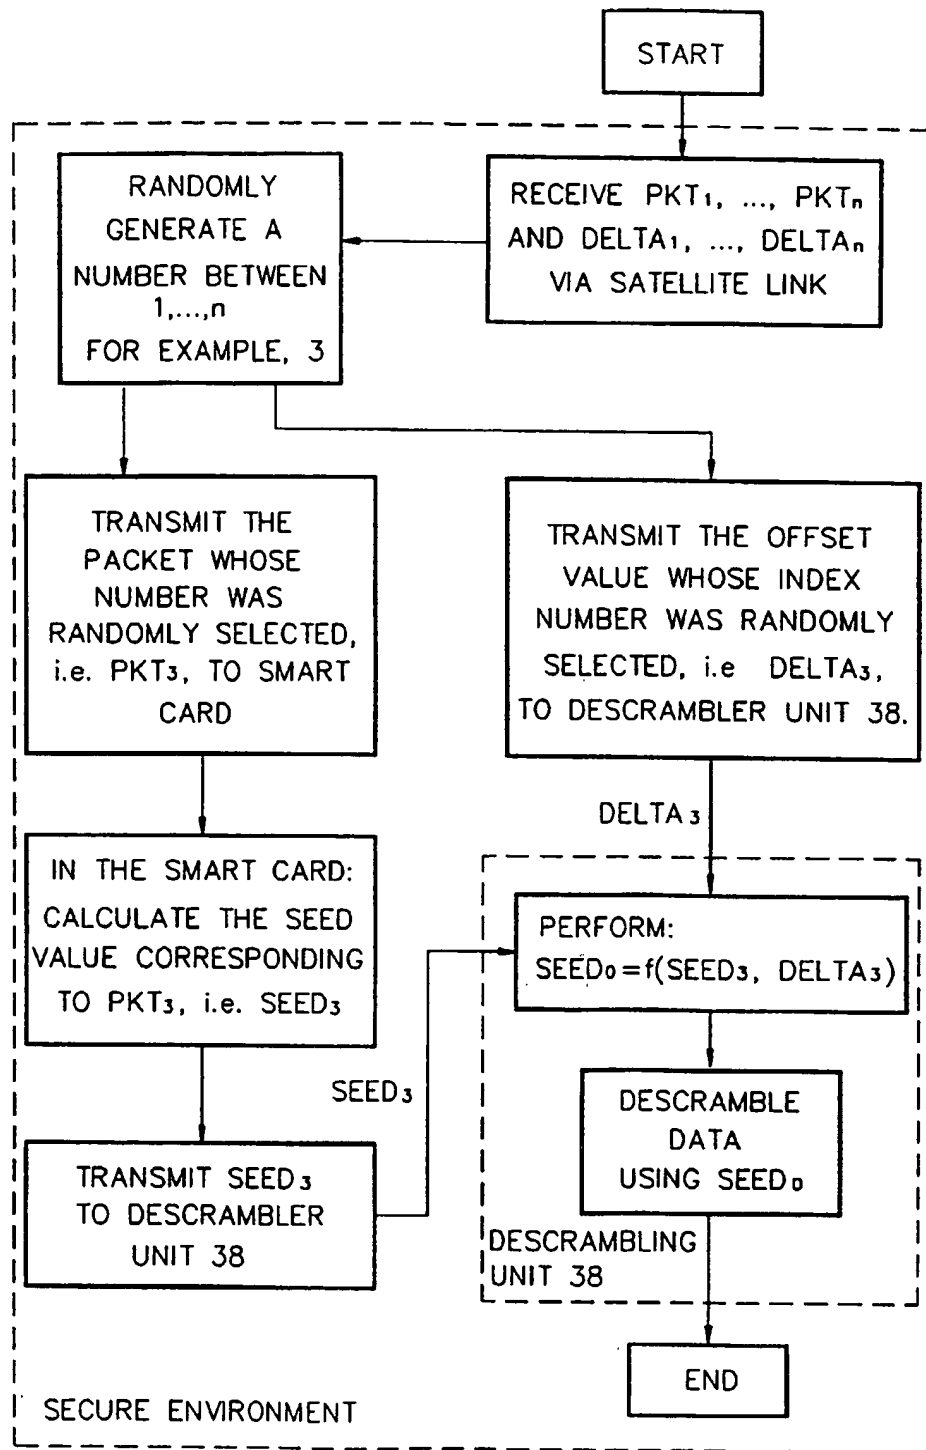 START
RECEIVE PKT₁, ..., PKTₙ
AND DELTA₁, ..., DELTAₙ
VIA SATELLITE LINK
RANDOMLY
GENERATE A
NUMBER BETWEEN
1,...,n
FOR EXAMPLE, 3
TRANSMIT THE
PACKET WHOSE
NUMBER WAS
RANDOMLY SELECTED,
i.e. PKT₃, TO SMART
CARD
TRANSMIT THE OFFSET
VALUE WHOSE INDEX
NUMBER WAS RANDOMLY
SELECTED, i.e DELTA₃,
TO DESCRAMBLER UNIT 38.
DELTA₃
IN THE SMART CARD:
CALCULATE THE SEED
VALUE CORRESPONDING
TO PKT₃, i.e. SEED₃
SEED₃
TRANSMIT SEED₃
TO DESCRAMBLER
UNIT 38
PERFORM:
SEED₀=f(SEED₃, DELTA₃)
DESCRAMBLE
DATA
USING SEED₀
DESCRAMBLING
UNIT 38
END
SECURE ENVIRONMENT